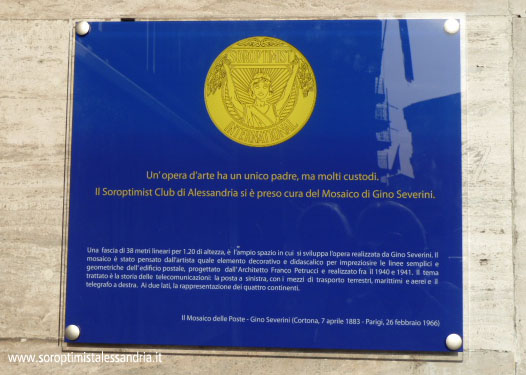 SOROPTIMIST
INTERNATIONAL
Un'opera d'arte ha un unico padre, ma molti custodi.
Il Soroptimist Club di Alessandria si è preso cura del Mosaico di Gino Severini.
Una fascia di 38 metri lineari per 1.20 di altezza, è l'ampio spazio in cui si sviluppa l'opera realizzata da Gino Severini. Il
mosaico è stato pensato dall'artista quale elemento decorativo e didascalico per impreziosire le linee semplici e
geometriche dell'edificio postale, progettato dall'Architetto Franco Petrucci e realizzato fra il 1940 e 1941. Il tema
trattato è la storia delle telecomunicazioni: la posta a sinistra, con i mezzi di trasporto terrestri, marittimi e aerei e il
telegrafo a destra. Ai due lati, la rappresentazione dei quattro continenti.
Il Mosaico delle Poste - Gino Severini (Cortona, 7 aprile 1883 - Parigi, 26 febbraio 1966)
www.soroptimistalessandria.it